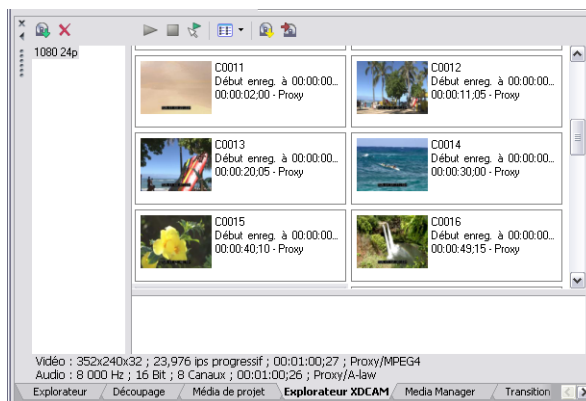 1080 24p
C0011
Début enreg. à 00:00:00...
00:00:02;00 - Proxy
C0012
Début enreg. à 00:00:00...
00:00:11;05 - Proxy
C0013
Début enreg. à 00:00:00...
00:00:20;05 - Proxy
C0014
Début enreg. à 00:00:00...
00:00:30;00 - Proxy
C0015
Début enreg. à 00:00:00...
00:00:40;10 - Proxy
C0016
Début enreg. à 00:00:00...
00:00:49;15 - Proxy
Vidéo : 352x240x32 ; 23,976 ips progressif ; 00:01:00;27 ; Proxy/MPEG4
Audio : 8 000 Hz ; 16 Bit ; 8 Canaux ; 00:01:00;26 ; Proxy/A-law
Explorateur Découpage Média de projet Explorateur XDCAM Media Manager Transition